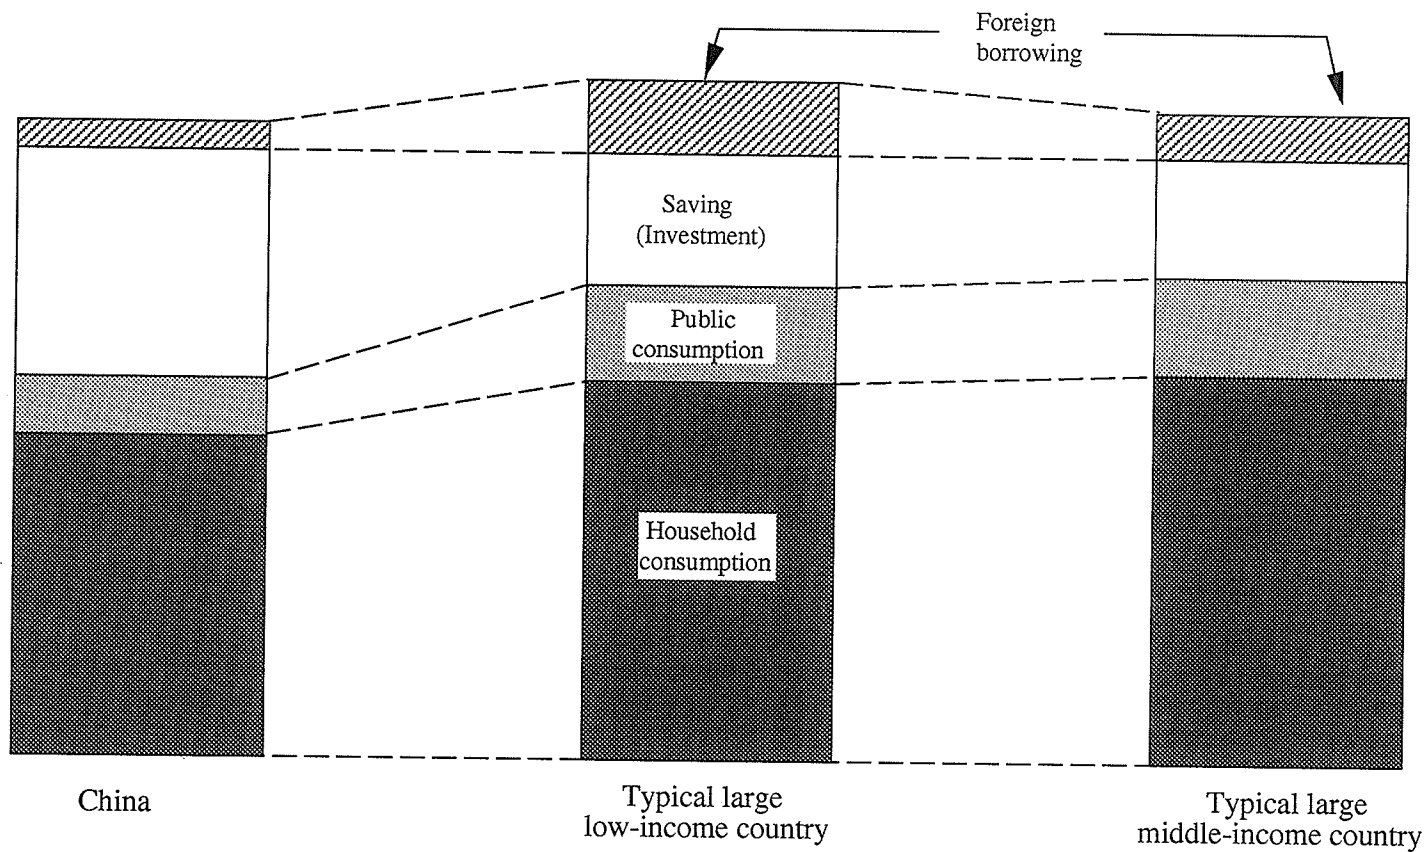 Foreign
borrowing
Saving
(Investment)
Public
consumption
Household
consumption
China
Typical large
low-income country
Typical large
middle-income country